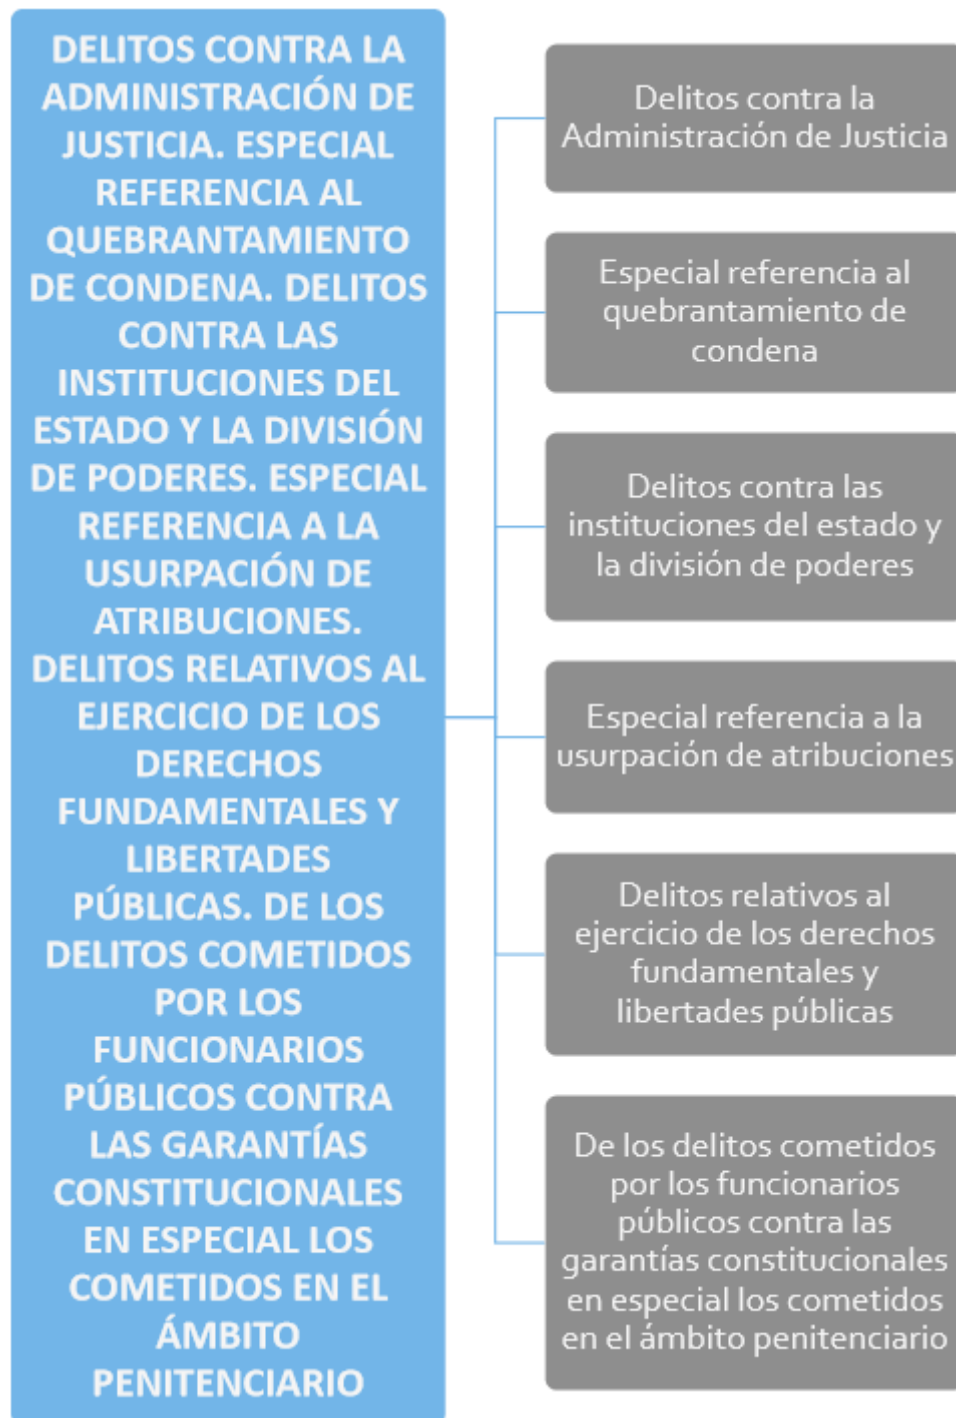 DELITOS CONTRA LA
ADMINISTRACIÓN DE
JUSTICIA. ESPECIAL
REFERENCIA AL
QUEBRANTAMIENTO
DE CONDENA. DELITOS
CONTRA LAS
INSTITUCIONES DEL
ESTADO Y LA DIVISIÓN
DE PODERES. ESPECIAL
REFERENCIA A LA
USURPACIÓN DE
ATRIBUCIONES.
DELITOS RELATIVOS AL
EJERCICIO DE LOS
DERECHOS
FUNDAMENTALES Y
LIBERTADES
PÚBLICAS. DE LOS
DELITOS COMETIDOS
POR LOS
FUNCIONARIOS
PÚBLICOS CONTRA
LAS GARANTÍAS
CONSTITUCIONALES
EN ESPECIAL LOS
COMETIDOS EN EL
ÁMBITO
PENITENCIARIO
Delitos contra la
Administración de Justicia
Especial referencia al
quebrantamiento de
condena
Delitos contra las
instituciones del estado y
la división de poderes
Especial referencia a la
usurpación de atribuciones
Delitos relativos al
ejercicio de los derechos
fundamentales y
libertades públicas
De los delitos cometidos
por los funcionarios
públicos contra las
garantías constitucionales
en especial los cometidos
en el ámbito penitenciario